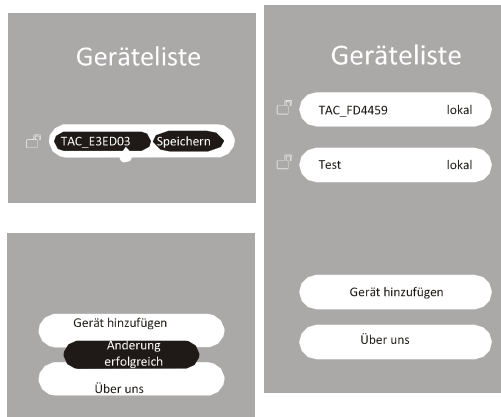 Geräteliste
TAC_E3ED03 Speichern
Gerät hinzufügen
Änderung
erfolgreich
Über uns
Geräteliste
TAC_FD4459 lokal
Test lokal
Gerät hinzufügen
Über uns